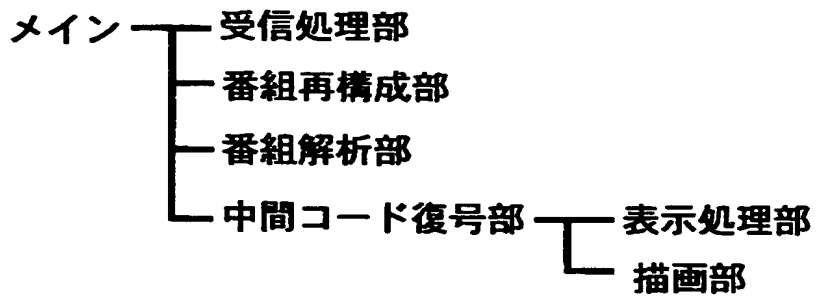 メイン 受信処理部
番組再構成部
番組解析部
中間コード復号部 表示処理部
描画部